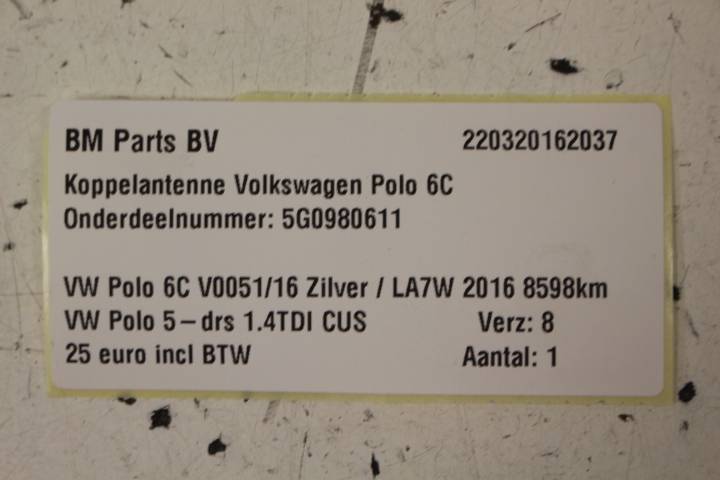 BM Parts BV 220320162037
Koppelantenne Volkswagen Polo 6C
Onderdeelnummer: 5G0980611
VW Polo 6C V0051/16 Zilver / LA7W 2016 8598km
VW Polo 5-drs 1.4TDI CUS Verz: 8
25 euro incl BTW Aantal: 1